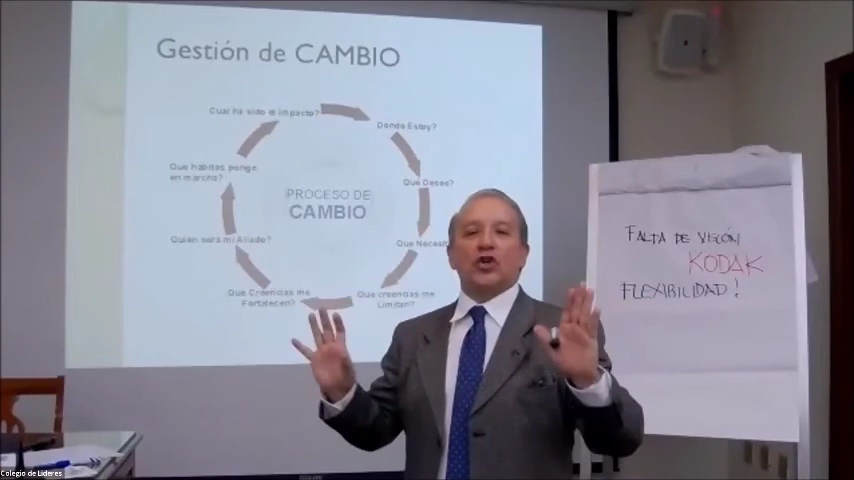 Gestión de CAMBIO
Cual ha sido el Impacto?
Donde Estoy?
Que Deseo?
Que Necesit
Que creencias me
Limitan?
Que Creencias me
Fortalecen?
Quien será mi Aliado?
Que hábitos pongo
en marcha?
PROCESO DE
CAMBIO
FALTA DE VISIÓN
KODAK
FLEXIBILIDAD!
Colegio de Lideres